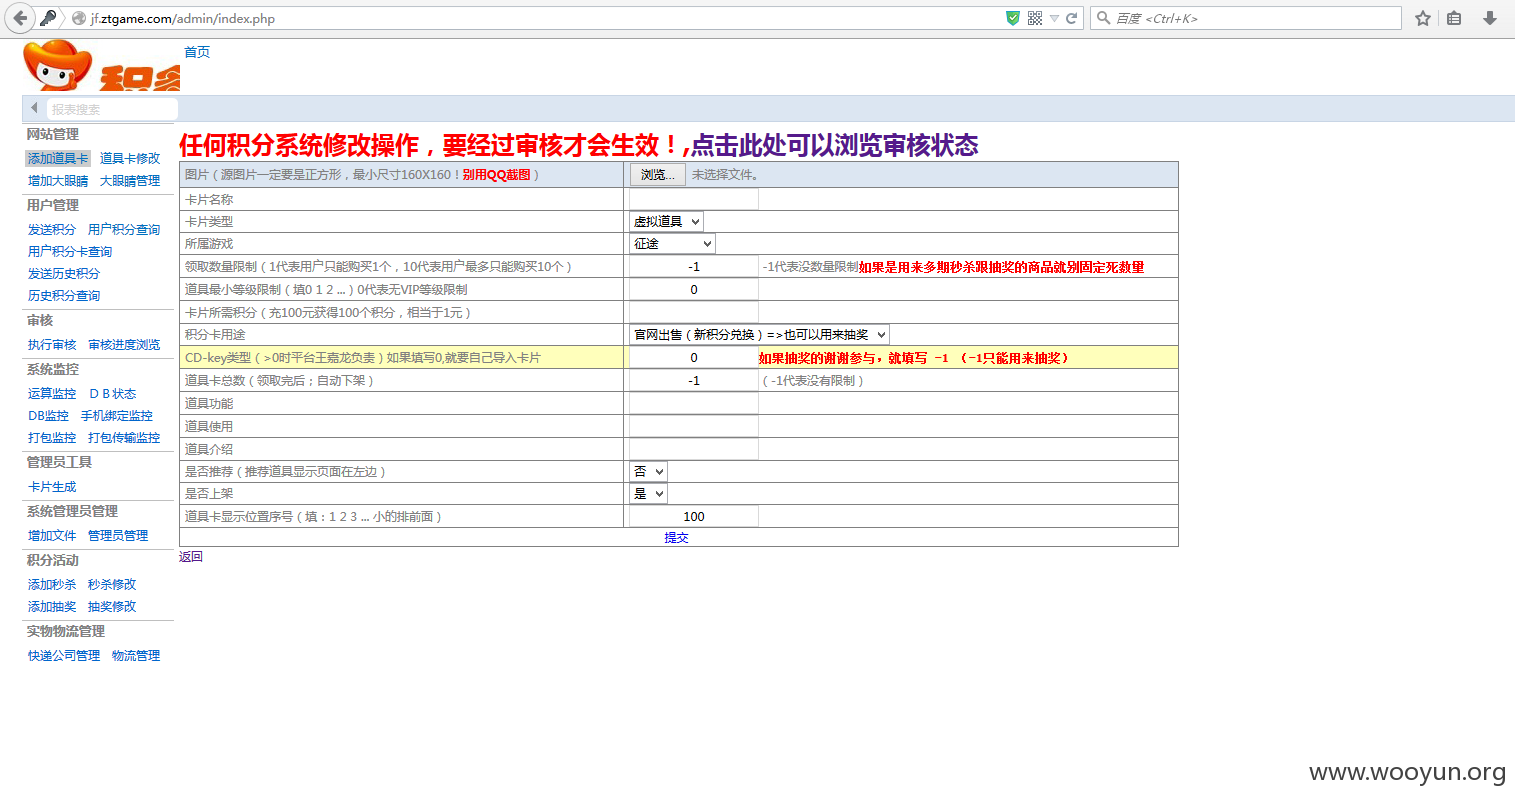 jf.ztgame.com/admin/index.php
百度 <Ctrl+K>
首页
报表搜索
网站管理
添加道具卡 道具卡修改
增加大眼睛 大眼睛管理
用户管理
发送积分 用户积分查询
用户积分卡查询
发送历史积分
历史积分查询
审核
执行审核 审核进度浏览
系统监控
运算监控 ＤＢ状态
DB监控 手机绑定监控
打包监控 打包传输监控
管理员工具
卡片生成
系统管理员管理
增加文件 管理员管理
积分活动
添加秒杀 秒杀修改
添加抽奖 抽奖修改
实物物流管理
快递公司管理 物流管理
任何积分系统修改操作，要经过审核才会生效！,点击此处可以浏览审核状态
图片（源图片一定要是正方形，最小尺寸160X160！别用QQ截图） 浏览... 未选择文件。
卡片名称
卡片类型 虚拟道具
所属游戏 征途
领取数量限制（1代表用户只能购买1个，10代表用户最多只能购买10个） -1 -1代表没数量限制如果是用来多期秒杀跟抽奖的商品就别固定死数量
道具最小等级限制（填0 1 2 ...）0代表无VIP等级限制 0
卡片所需积分（充100元获得100个积分，相当于1元）
积分卡用途 官网出售（新积分兑换）=>也可以用来抽奖
CD-key类型（>0时平台王嘉龙负责）如果填写0,就要自己导入卡片 0 如果抽奖的谢谢参与，就填写 -1 （-1只能用来抽奖）
道具卡总数（领取完后；自动下架） -1 （-1代表没有限制）
道具功能
道具使用
道具介绍
是否推荐（推荐道具显示页面在左边） 否
是否上架 是
道具卡显示位置序号（填：1 2 3 ... 小的排前面） 100
提交
返回
www.wooyun.org